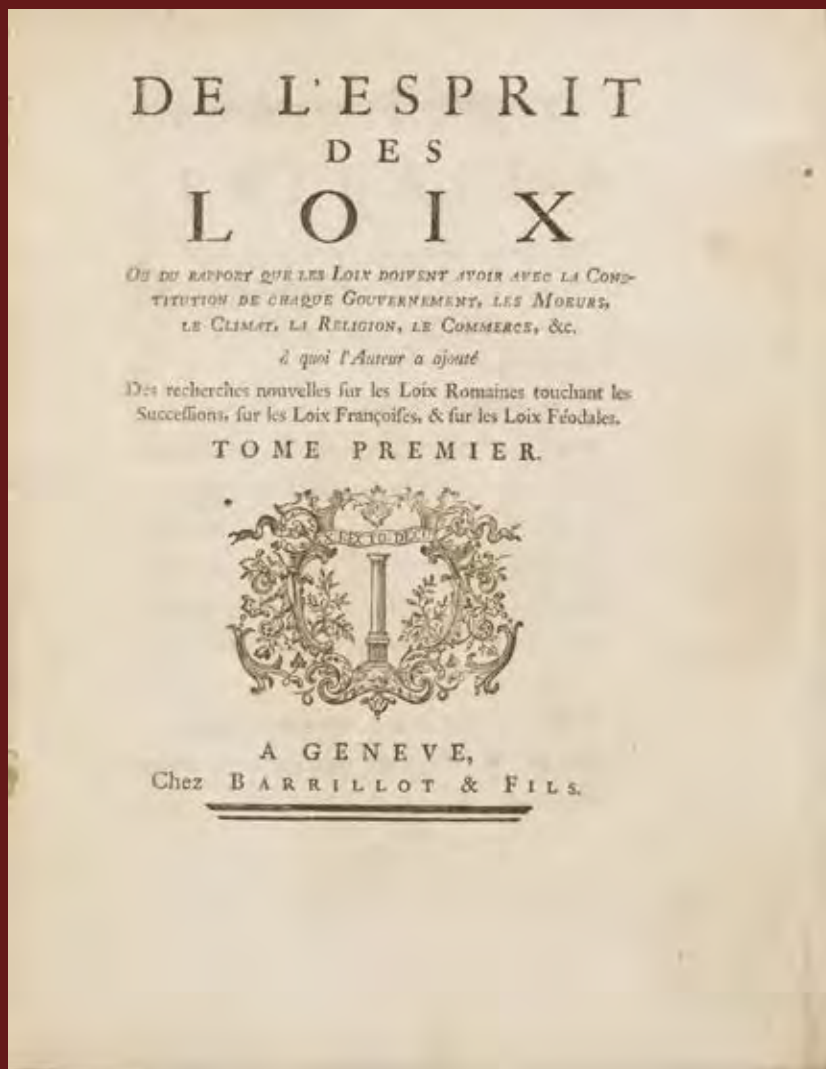 DE L'ESPRIT
DES
LOIX
OU DU RAPPORT QUE LES LOIX DOIVENT AVOIR AVEC LA CONS-
TITUTION DE CHAQUE GOUVERNEMENT, LES MOEURS,
LE CLIMAT, LA RELIGION, LE COMMERCE, &c.
à quoi l'Auteur a ajouté
Des recherches nouvelles sur les Loix Romaines touchant les
Successions, sur les Loix Françoises, & sur les Loix Féodales.
TOME PREMIER.
A GENEVE,
Chez BARRILLOT & FILS.